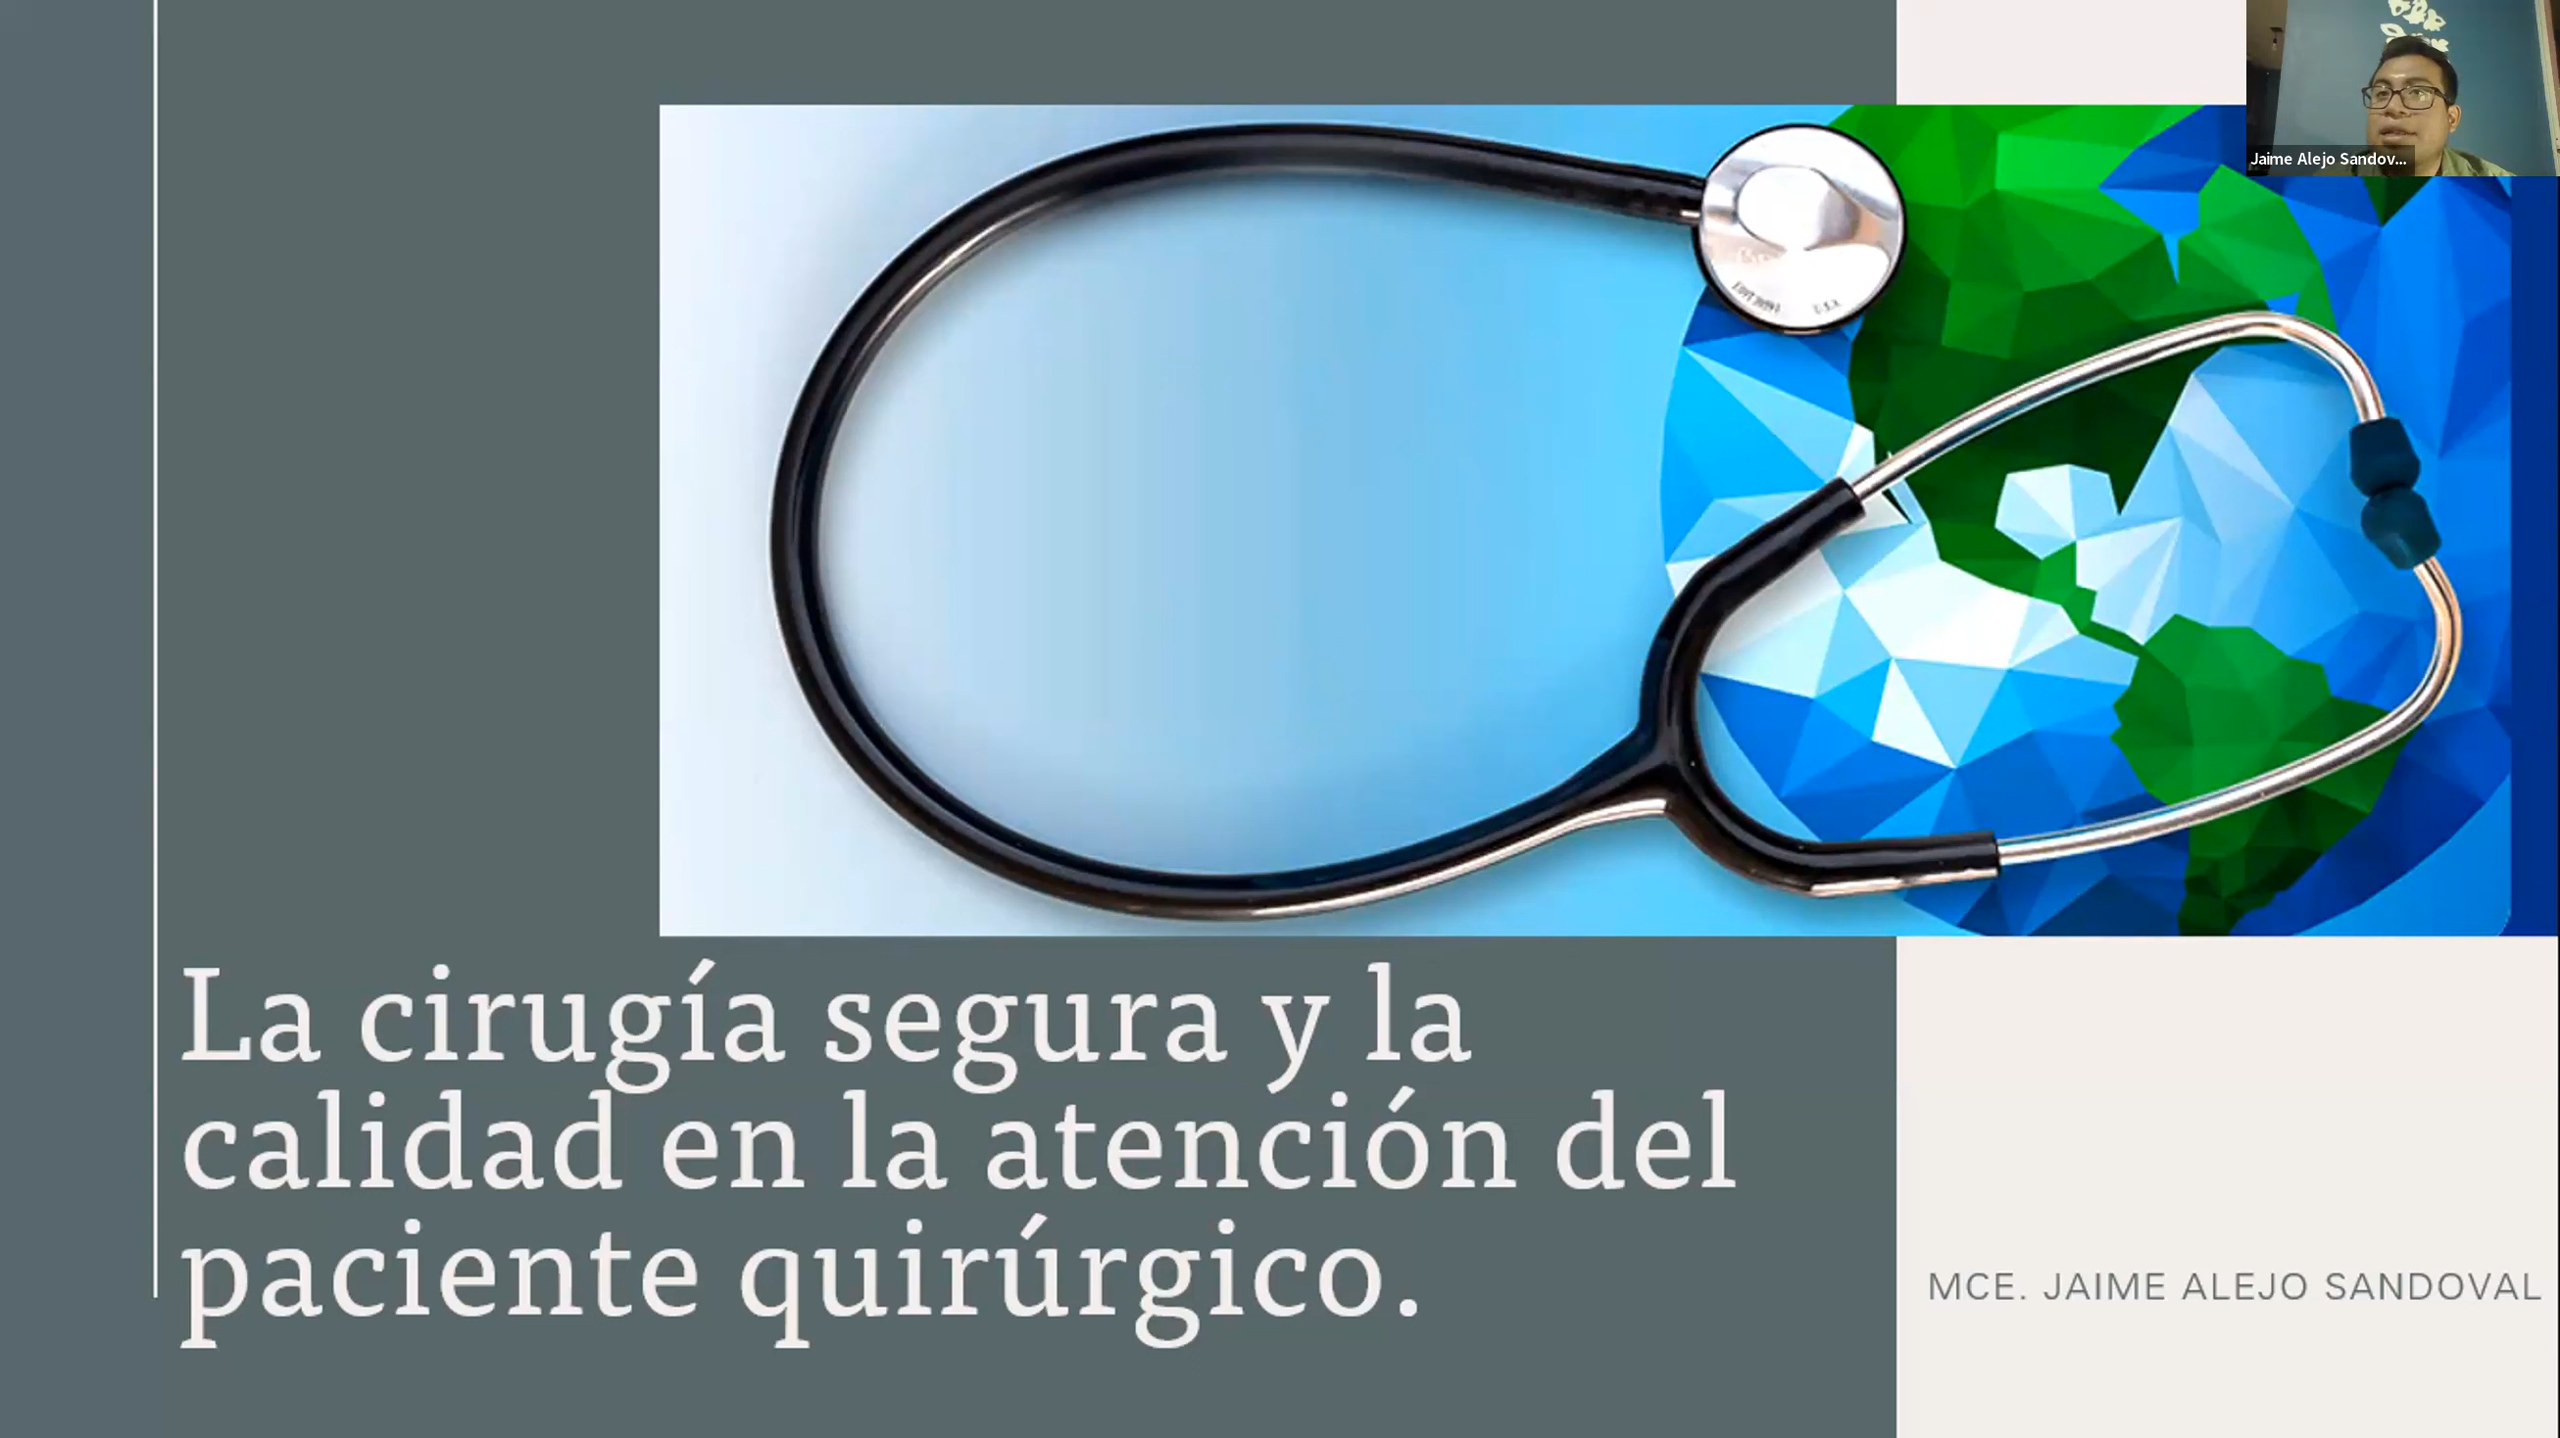 Jaime Alejo Sandov...
La cirugía segura y la
calidad en la atención del
paciente quirúrgico.
MCE. JAIME ALEJO SANDOVAL